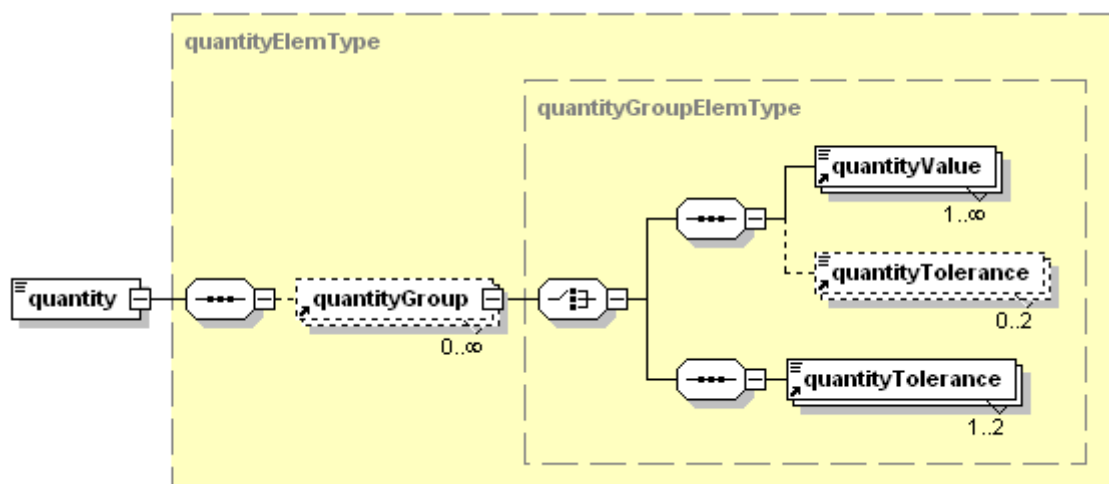 quantityElemType
quantityGroupElemType
quantityValue
1..∞
quantityTolerance
0..2
quantity
quantityGroup
0..∞
quantityTolerance
1..2